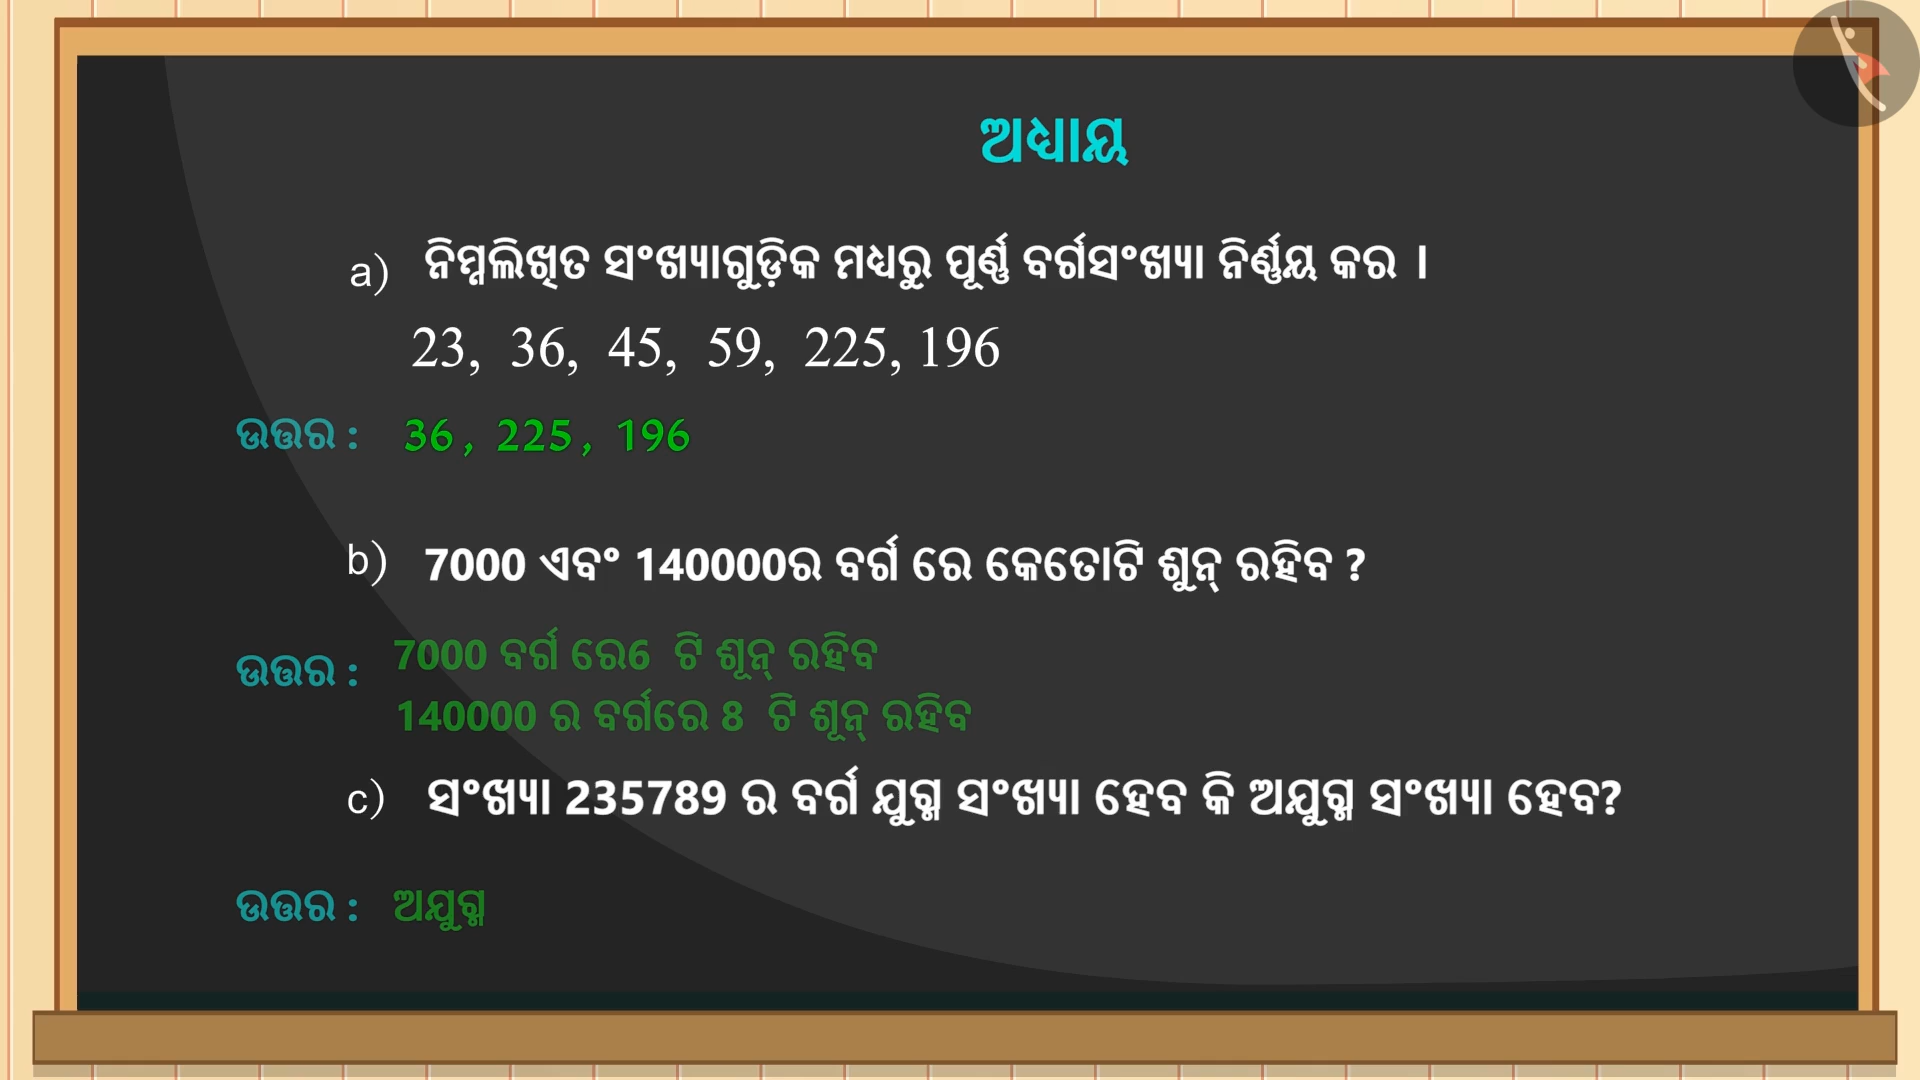 ଅଧ୍ୟାୟ
a) ନିମ୍ନଲିଖିତ ସଂଖ୍ୟାଗୁଡ଼ିକ ମଧ୍ୟରୁ ପୂର୍ଣ୍ଣ ବର୍ଗସଂଖ୍ୟା ନିର୍ଣ୍ଣୟ କର ।
23, 36, 45, 59, 225, 196
ଉତ୍ତର : 36 , 225 , 196
b) 7000 ଏବଂ 140000ର ବର୍ଗ ରେ କେତୋଟି ଶୁନ୍ ରହିବ ?
ଉତ୍ତର : 7000 ବର୍ଗ ରେ6 ଟି ଶୂନ୍ ରହିବ
140000 ର ବର୍ଗରେ 8 ଟି ଶୂନ୍ ରହିବ
c) ସଂଖ୍ୟା 235789 ର ବର୍ଗ ଯୁଗ୍ମ ସଂଖ୍ୟା ହେବ କି ଅଯୁଗ୍ମ ସଂଖ୍ୟା ହେବ?
ଉତ୍ତର : ଅଯୁଗ୍ମ